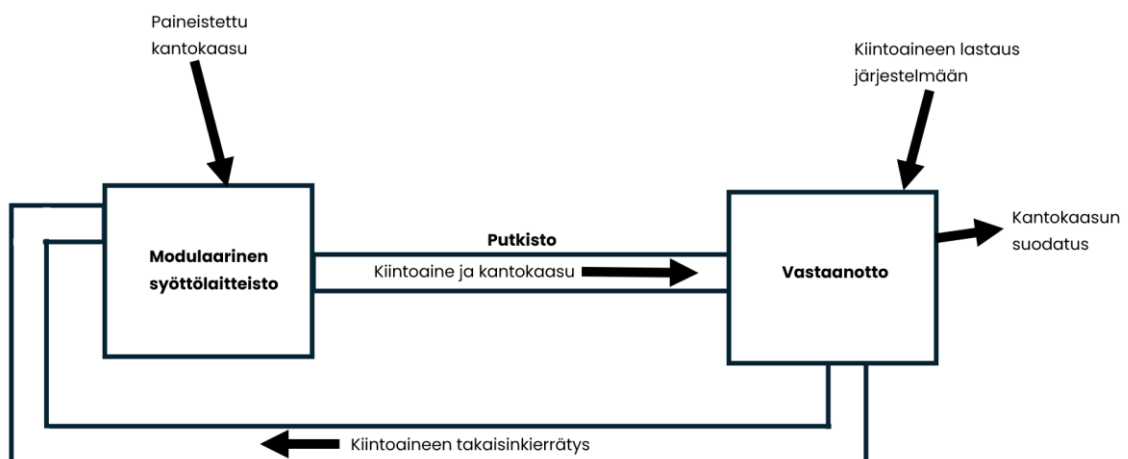 Paineistettu
kantokaasu
Kiintoaineen lastaus
järjestelmään
Modulaarinen
syöttölaitteisto
Putkisto
Kiintoaine ja kantokaasu
Vastaanotto
Kantokaasun
suodatus
Kiintoaineen takaisinkierrätys